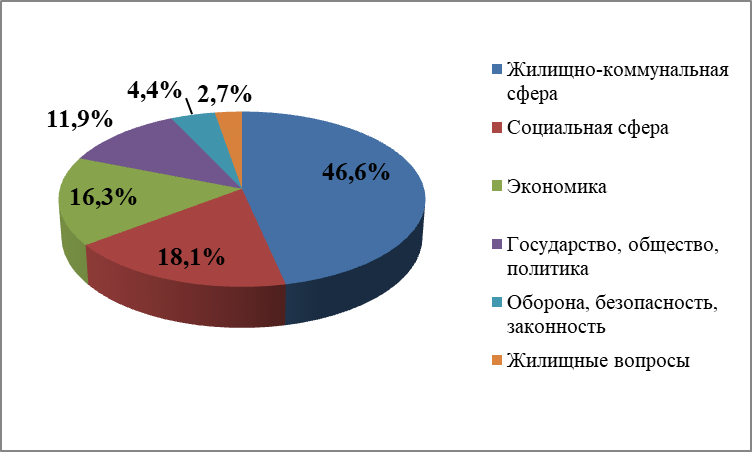 4,4%
2,7%
11,9%
46,6%
16,3%
18,1%
Жилищно-коммунальная
сфера
Социальная сфера
Экономика
Государство, общество,
политика
Оборона, безопасность,
законность
Жилищные вопросы